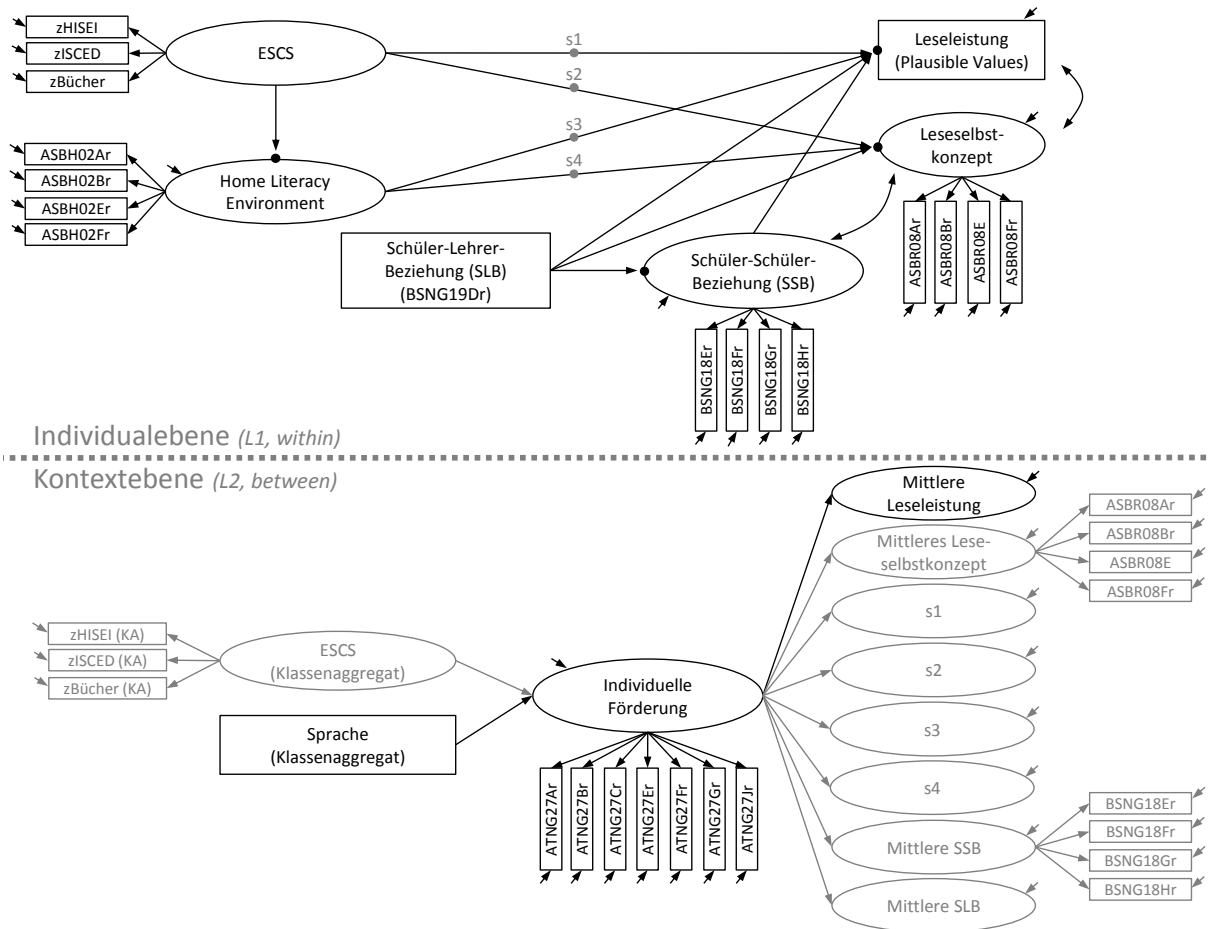 zHISEI
zISCED
zBücher
ESCS
s1
s2
s3
s4
Leseleistung
(Plausible Values)
Leseselbst-
konzept
ASBR08Ar
ASBR08Br
ASBR08E
ASBR08Fr
ASBH02Ar
ASBH02Br
ASBH02Er
ASBH02Fr
Home Literacy
Environment
Schüler-Lehrer-
Beziehung (SLB)
(BSNG19Dr)
Schüler-Schüler-
Beziehung (SSB)
BSNG18Er
BSNG18Fr
BSNG18Gr
BSNG18Hr
Individualebene (L1, within)
Kontextebene (L2, between)
Mittlere
Leseleistung
Mittleres Lese-
selbstkonzept
ASBR08Ar
ASBR08Br
ASBR08E
ASBR08Fr
s1
s2
s3
s4
Mittlere SSB
BSNG18Er
BSNG18Fr
BSNG18Gr
BSNG18Hr
Mittlere SLB
zHISEI (KA)
zISCED (KA)
zBücher (KA)
ESCS
(Klassenaggregat)
Sprache
(Klassenaggregat)
Individuelle
Förderung
ATNG27Ar
ATNG27Br
ATNG27Cr
ATNG27Er
ATNG27Fr
ATNG27Gr
ATNG27Jr